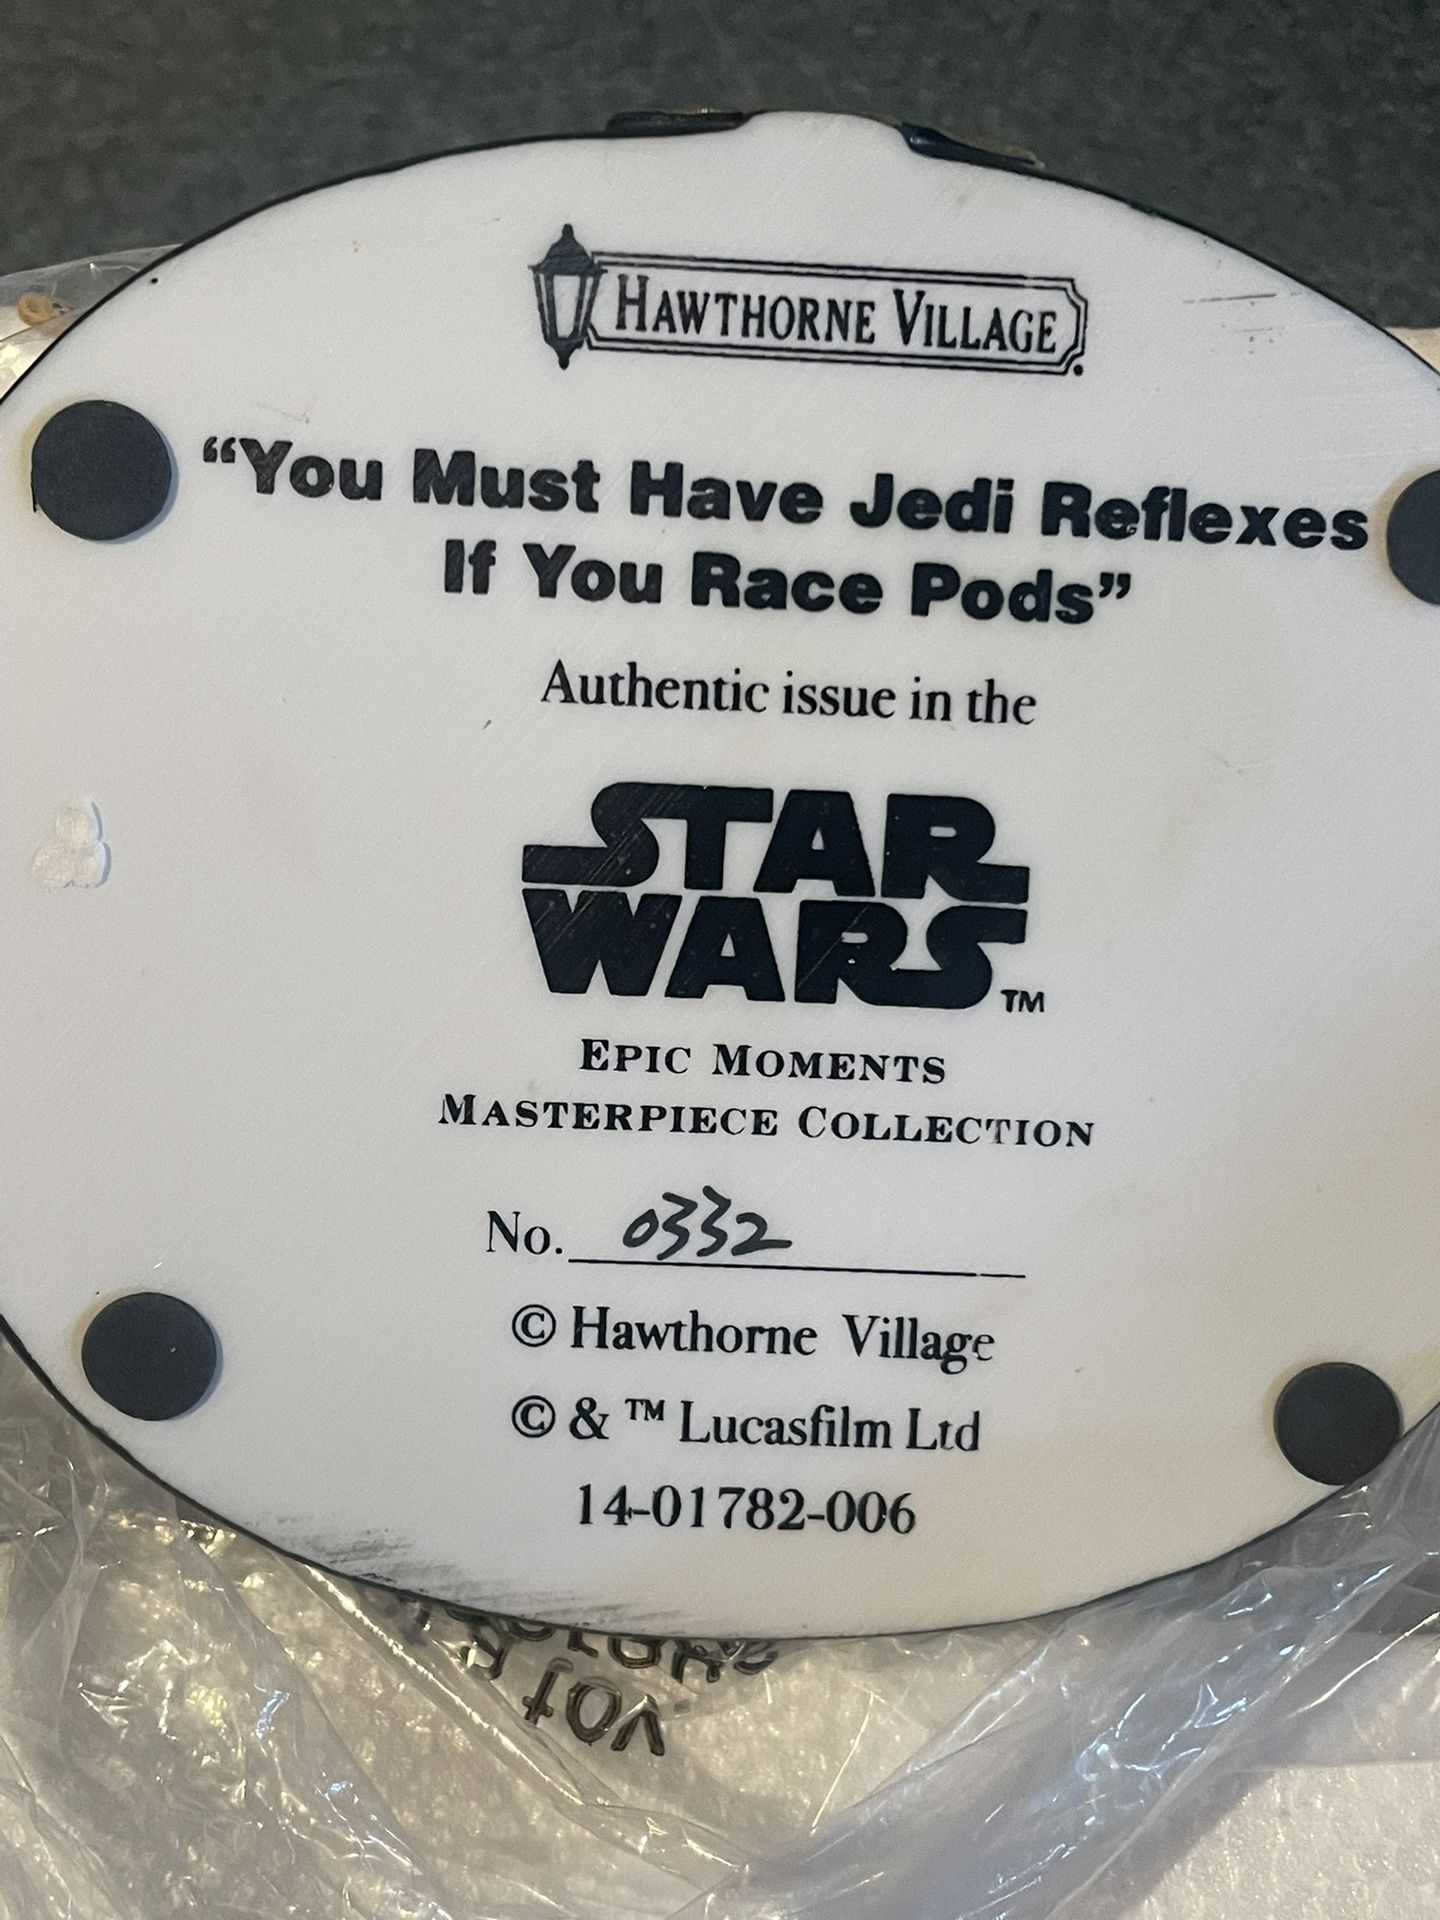 HAWTHORNE VILLAGE
“You Must Have Jedi Reflexes
If You Race Pods”
Authentic issue in the
STAR
WARS™
EPIC MOMENTS
MASTERPIECE COLLECTION
No. 0332
© Hawthorne Village
© & ™ Lucasfilm Ltd
14-01782-006